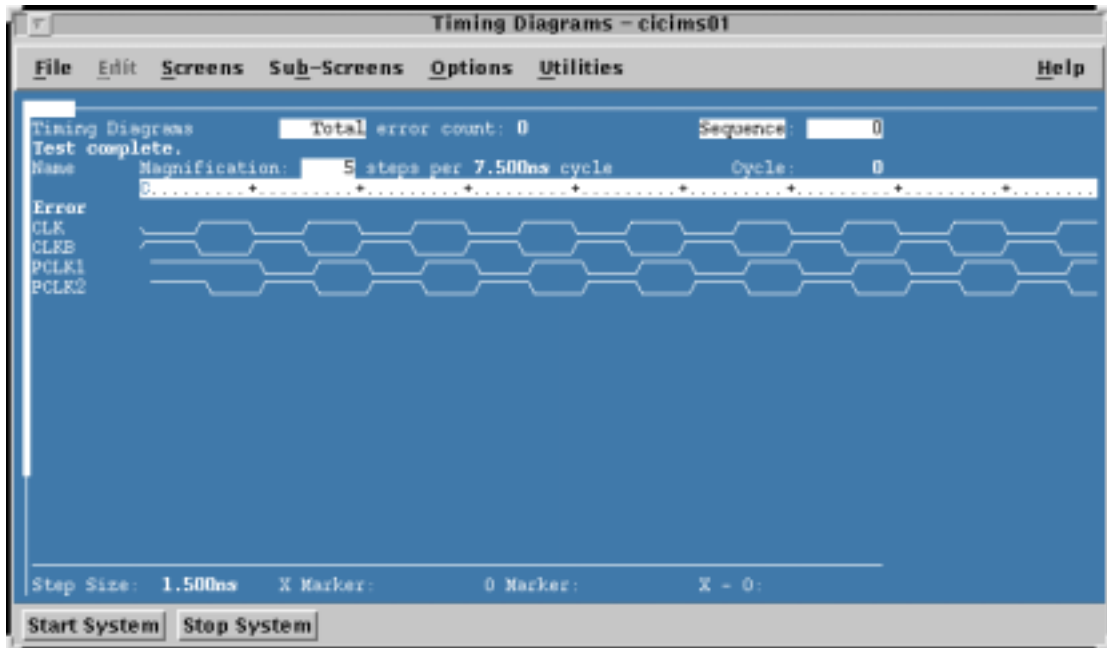 Timing Diagrams - cicims01
File Edit Screens Sub-Screens Options Utilities Help
Timing Diagrams Total error count: 0 Sequence: 0
Test complete.
Name Magnification: 5 steps per 7.500ns cycle Cycle: 0
Error
CLK
CLKB
PCLK1
PCLK2
Step Size: 1.500ns X Marker: O Marker: X - O:
Start System Stop System